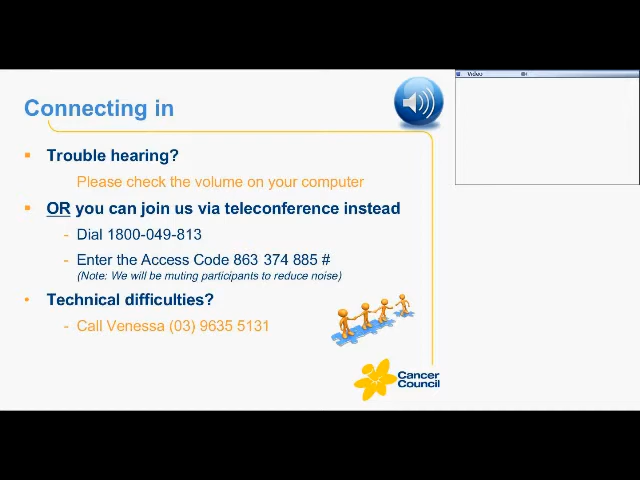 Video
Connecting in
Trouble hearing?
Please check the volume on your computer
OR you can join us via teleconference instead
- Dial 1800-049-813
- Enter the Access Code 863 374 885 #
(Note: We will be muting participants to reduce noise)
Technical difficulties?
- Call Venessa (03) 9635 5131
Cancer
Council